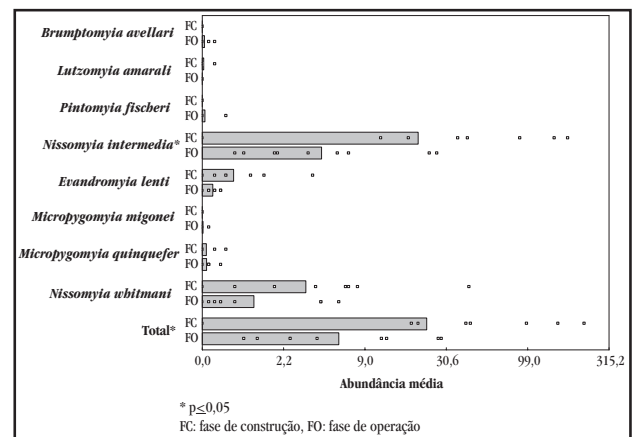 Brumptomyia avellari
FC
FO
Lutzomyia amarali
FC
FO
Pintomyia fischeri
FC
FO
Nissomyia intermedia*
FC
FO
Evandromyia lenti
FC
FO
Micropygomyia migonei
FC
FO
Micropygomyia quinquefer
FC
FO
Nissomyia whitmani
FC
FO
Total*
FC
FO
0,0 2,2 9,0 30,6 99,0 315,2
Abundância média
* p≤0,05
FC: fase de construção, FO: fase de operação